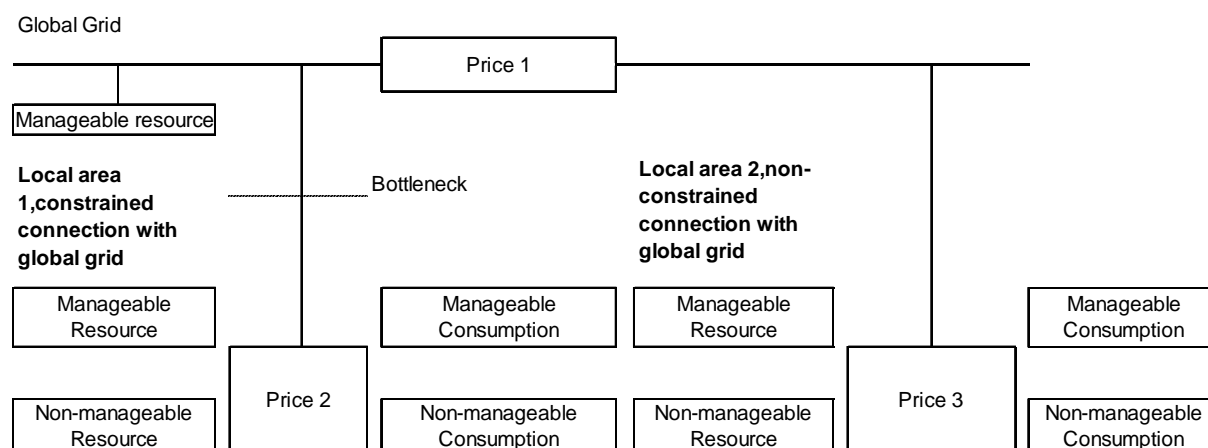 Global Grid
Price 1
Manageable resource
Local area
1,constrained
connection with
global grid
Bottleneck
Local area 2,non-
constrained
connection with
global grid
Manageable
Resource
Manageable
Consumption
Manageable
Resource
Manageable
Consumption
Price 2
Price 3
Non-manageable
Resource
Non-manageable
Consumption
Non-manageable
Resource
Non-manageable
Consumption